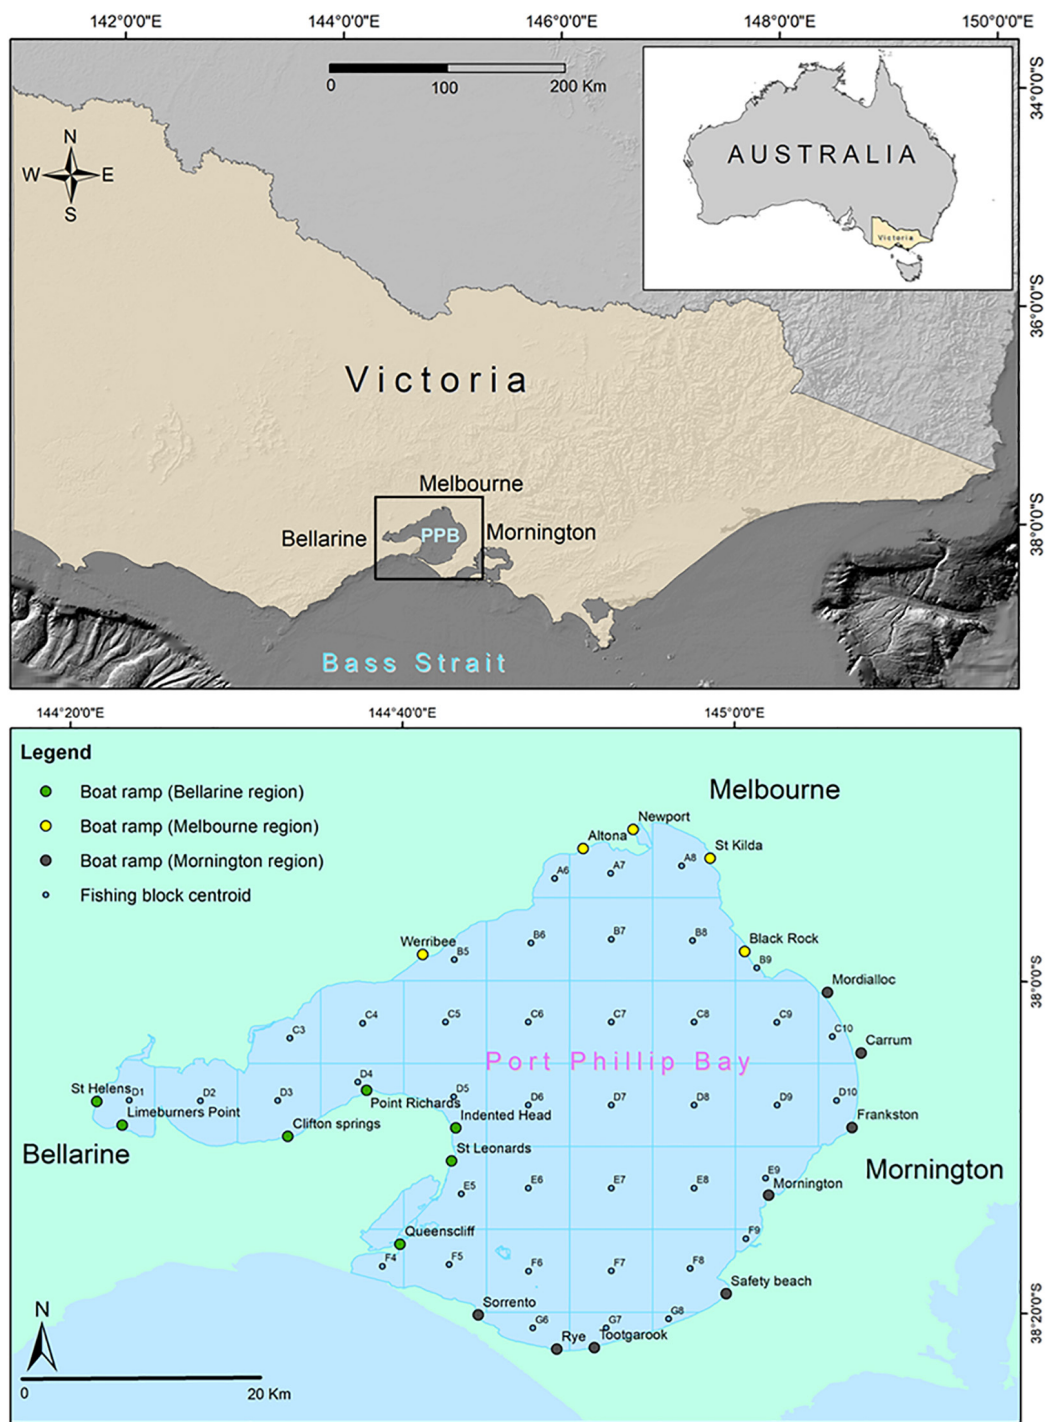 142°0'0"E 144°0'0"E 146°0'0"E 148°0'0"E 150°0'0"E
0 100 200 Km
34°0'0"S
N
W E
S
AUSTRALIA
Victoria
36°0'0"S
Victoria
Melbourne
Bellarine PPB Mornington
38°0'0"S
Bass Strait
144°20'0"E 144°40'0"E 145°0'0"E
Legend
Boat ramp (Bellarine region)
Boat ramp (Melbourne region)
Boat ramp (Mornington region)
Fishing block centroid
Melbourne
Newport
Altona
St Kilda
A6 A7 A8
Werribee
B5 B6 B7 B8
Black Rock
B9
Mordialloc
38°0'0"S
C3 C4 C5 C6 C7 C8 C9 C10
Carrum
Port Phillip Bay
St Helens
D1 D2 D3 D4 D5 D6 D7 D8 D9 D10
Limeburners Point
Point Richards
Clifton springs
Indented Head
Frankston
St Leonards
Bellarine
Mornington
E5 E6 E7 E8 E9
Mornington
Queenscliff
F4 F5 F6 F7 F8 F9
Safety beach
Sorrento
G6 G7 G8
Rye
Tootgarook
38°20'0"S
N
0 20 Km